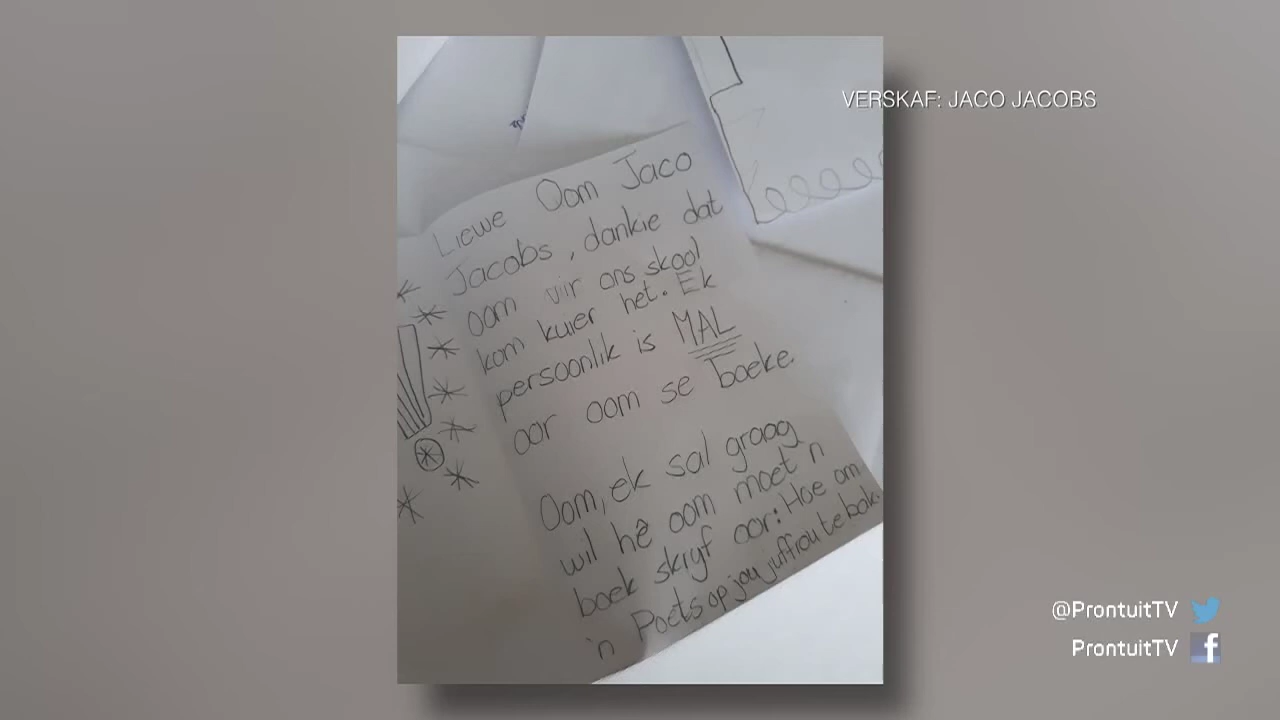 VERSKAF: JACO JACOBS
Liewe Oom Jaco
Jacobs, dankie dat
oom vir ons skool
kom kuier het. Ek
persoonlik is MAL
oor oom se boeke.
Oom, ek sal graag
wil hê oom moet 'n
boek skryf oor: Hoe om
'n Poets op jou juffrou te bak.
@ProntuitTV
ProntuitTV f